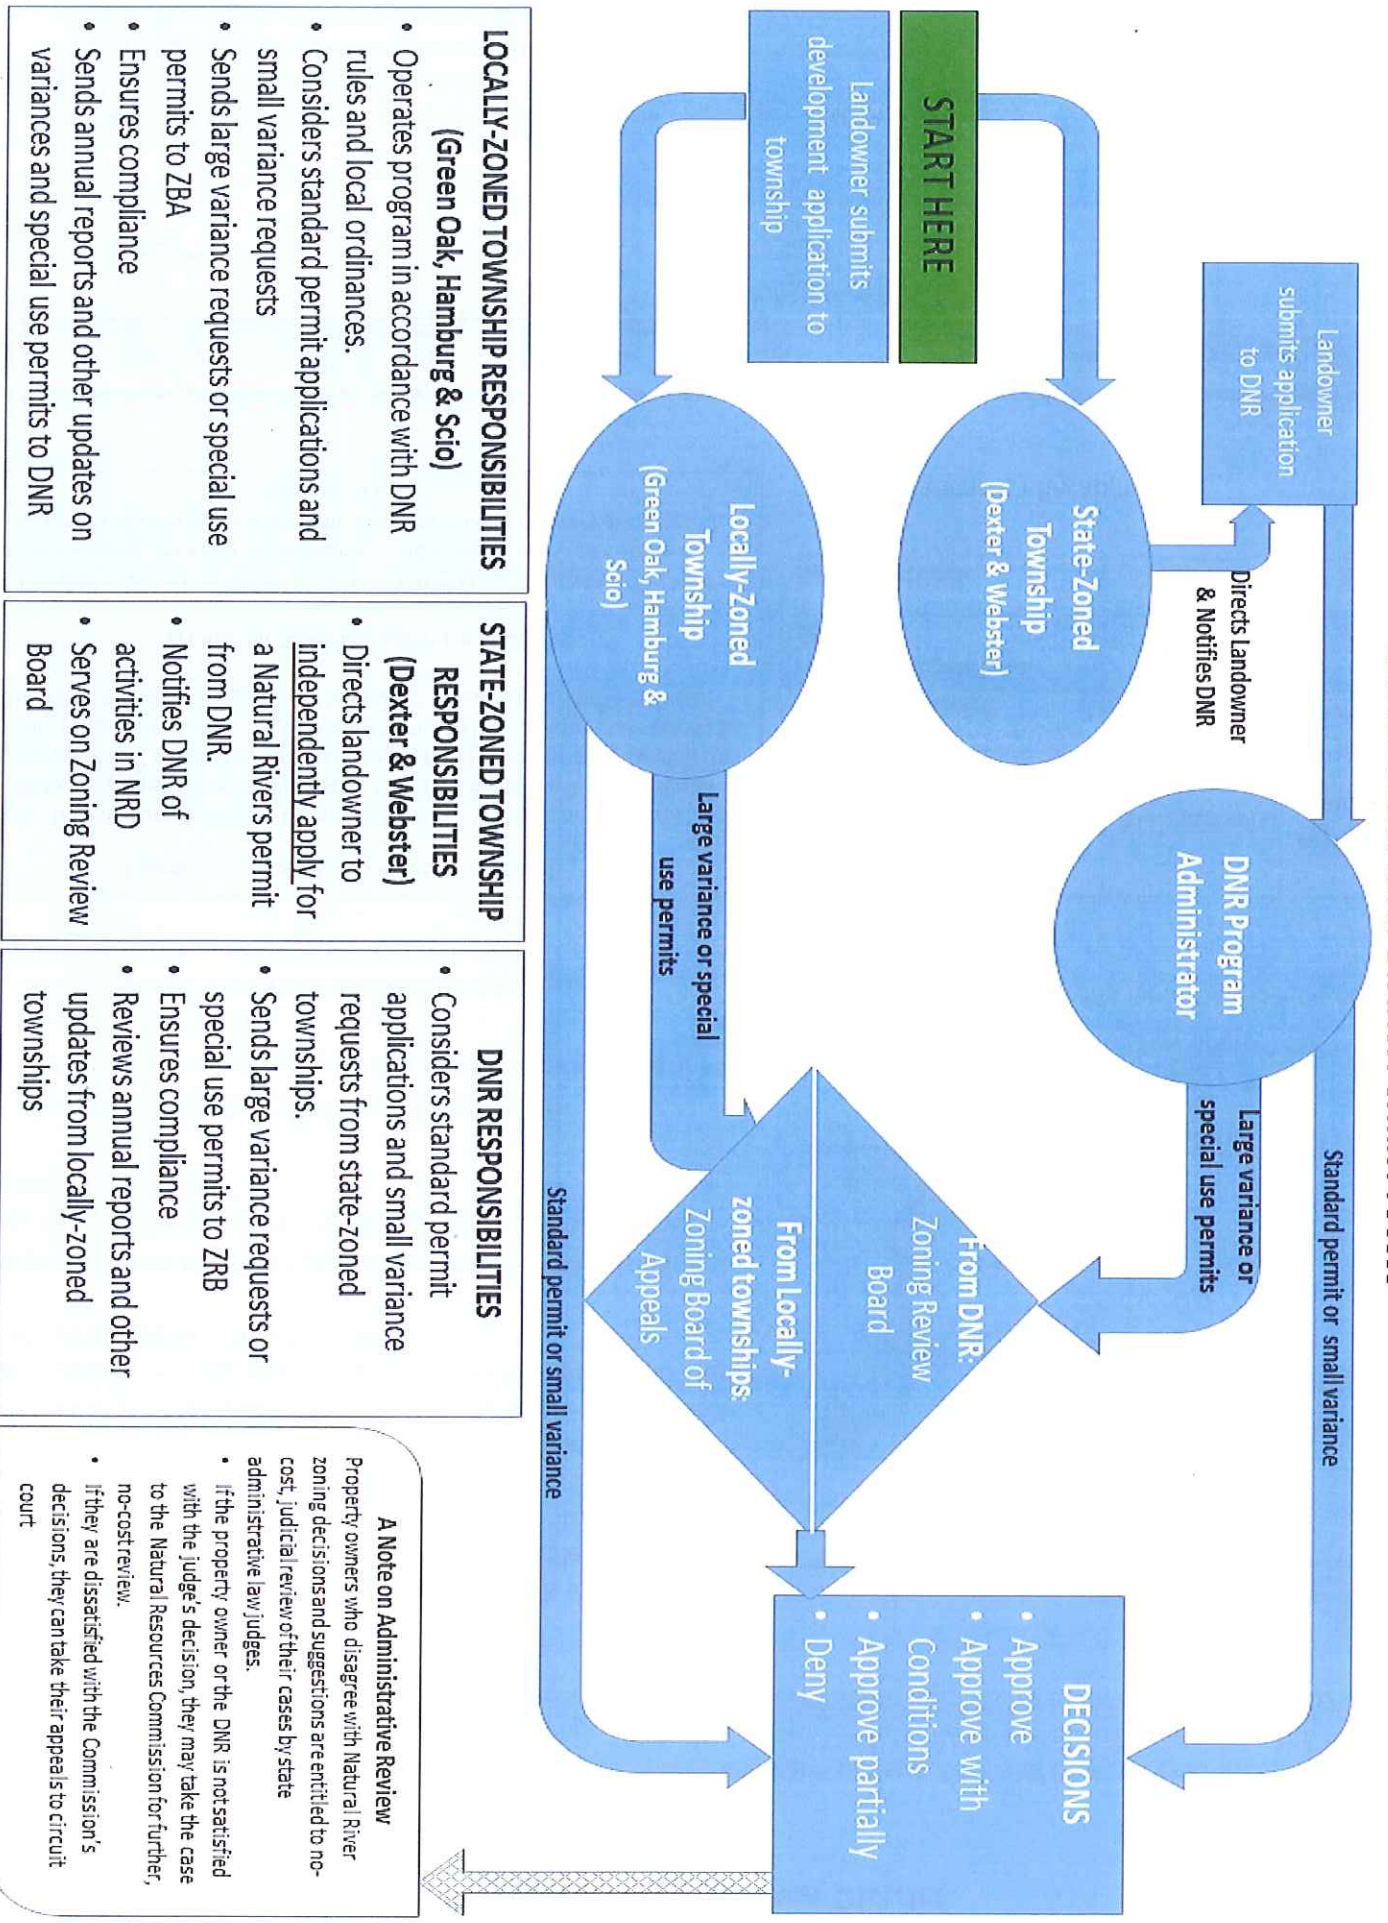 START HERE
Landowner submits
development application to
township
Landowner
submits application
to DNR
Directs Landowner
& Notifies DNR
State-Zoned
Township
(Dexter & Webster)
Locally-Zoned
Township
(Green Oak, Hamburg &
Scio)
DNR Program
Administrator
Standard permit or small variance
Large variance or
special use permits
Large variance or special
use permits
From DNR:
Zoning Review
Board
From Locally-
zoned townships:
Zoning Board of
Appeals
Standard permit or small variance
DECISIONS
• Approve
• Approve with
Conditions
• Approve partially
• Deny
LOCALLY-ZONED TOWNSHIP RESPONSIBILITIES
(Green Oak, Hamburg & Scio)
• Operates program in accordance with DNR
rules and local ordinances.
• Considers standard permit applications and
small variance requests
• Sends large variance requests or special use
permits to ZBA
• Ensures compliance
• Sends annual reports and other updates on
variances and special use permits to DNR
STATE-ZONED TOWNSHIP
RESPONSIBILITIES
(Dexter & Webster)
• Directs landowner to
independently apply for
a Natural Rivers permit
from DNR.
• Notifies DNR of
activities in NRD
• Serves on Zoning Review
Board
DNR RESPONSIBILITIES
• Considers standard permit
applications and small variance
requests from state-zoned
townships.
• Sends large variance requests or
special use permits to ZRB
• Ensures compliance
• Reviews annual reports and other
updates from locally-zoned
townships
A Note on Administrative Review
Property owners who disagree with Natural River
zoning decisions and suggestions are entitled to no-
cost, judicial review of their cases by state
administrative law judges.
• If the property owner or the DNR is not satisfied
with the judge's decision, they may take the case
to the Natural Resources Commission for further,
no-cost review.
• If they are dissatisfied with the Commission's
decisions, they can take their appeals to circuit
court